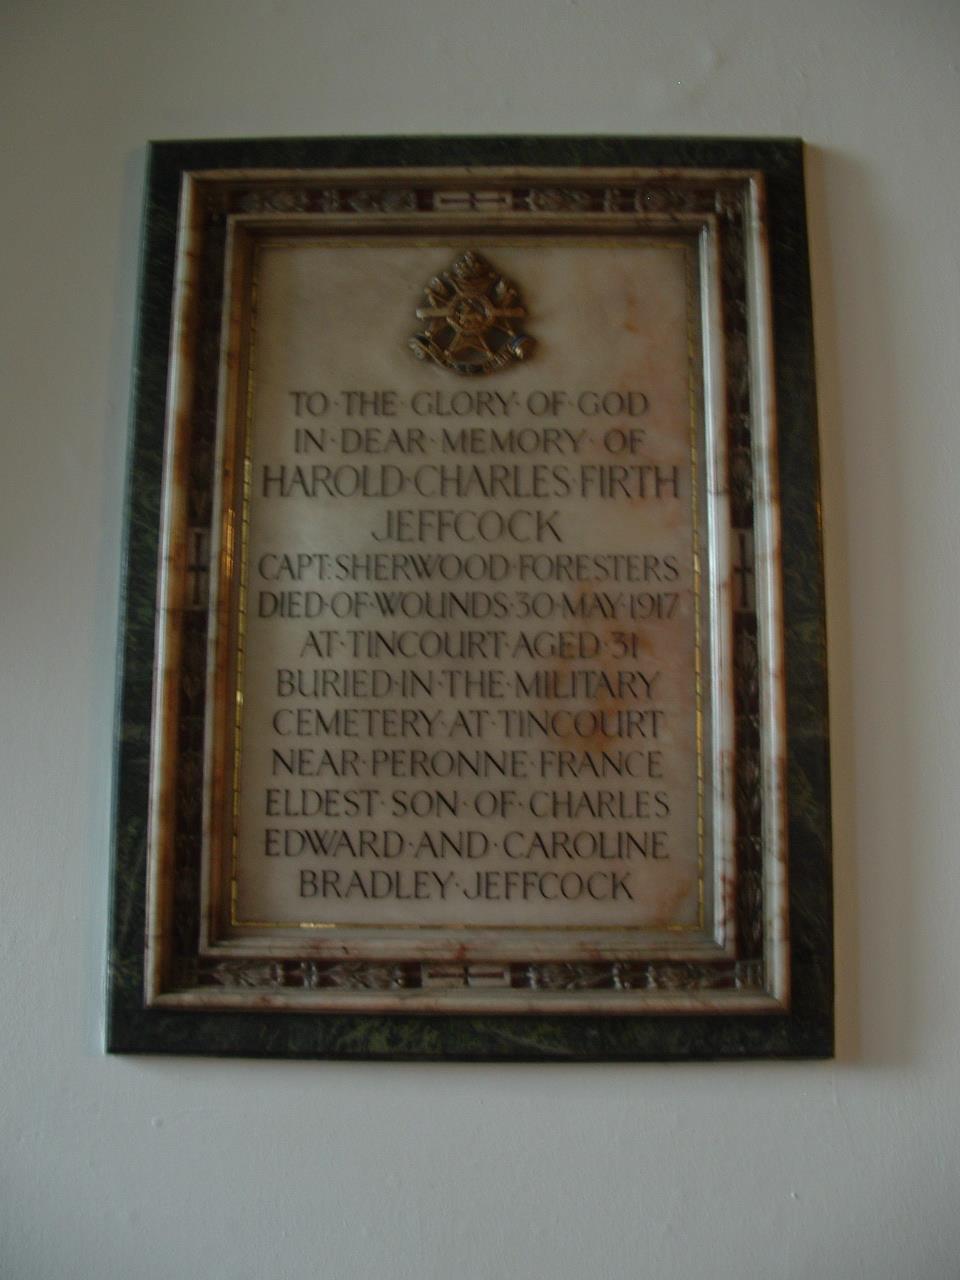 TO·THE·GLORY·OF·GOD
IN·DEAR·MEMORY·OF
HAROLD·CHARLES·FIRTH
JEFFCOCK
CAPT:SHERWOOD·FORESTERS
DIED·OF·WOUNDS·30·MAY·1917
AT·TINCOURT·AGED·31
BURIED·IN·THE·MILITARY
CEMETERY·AT·TINCOURT
NEAR·PERONNE·FRANCE
ELDEST·SON·OF·CHARLES
EDWARD·AND·CAROLINE
BRADLEY·JEFFCOCK